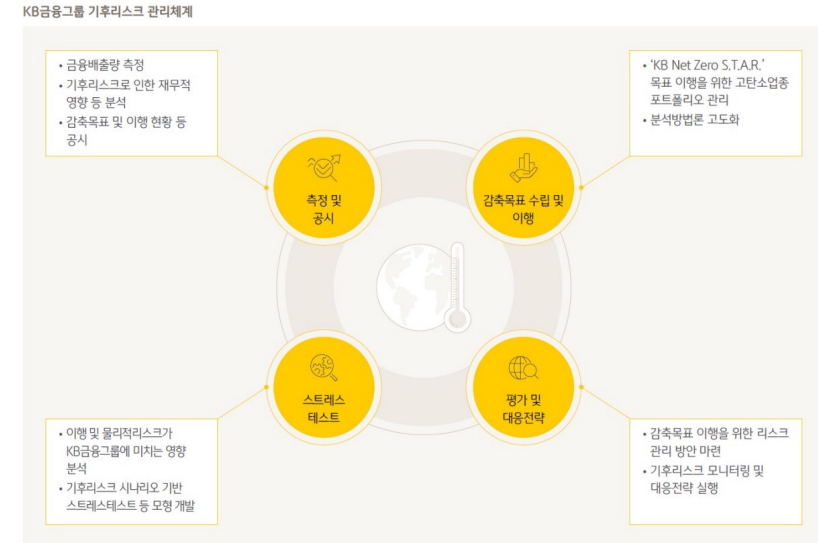 KB금융그룹 기후리스크 관리체계
• 금융배출량 측정
• 기후리스크로 인한 재무적
영향 등 분석
• 감축목표 및 이행 현황 등
공시
• ‘KB Net Zero S.T.A.R.’
목표 이행을 위한 고탄소업종
포트폴리오 관리
• 분석방법론 고도화
측정 및
공시
감축목표 수립 및
이행
스트레스
테스트
평가 및
대응전략
• 이행 및 물리적리스크가
KB금융그룹에 미치는 영향
분석
• 기후리스크 시나리오 기반
스트레스테스트 등 모형 개발
• 감축목표 이행을 위한 리스크
관리 방안 마련
• 기후리스크 모니터링 및
대응전략 실행